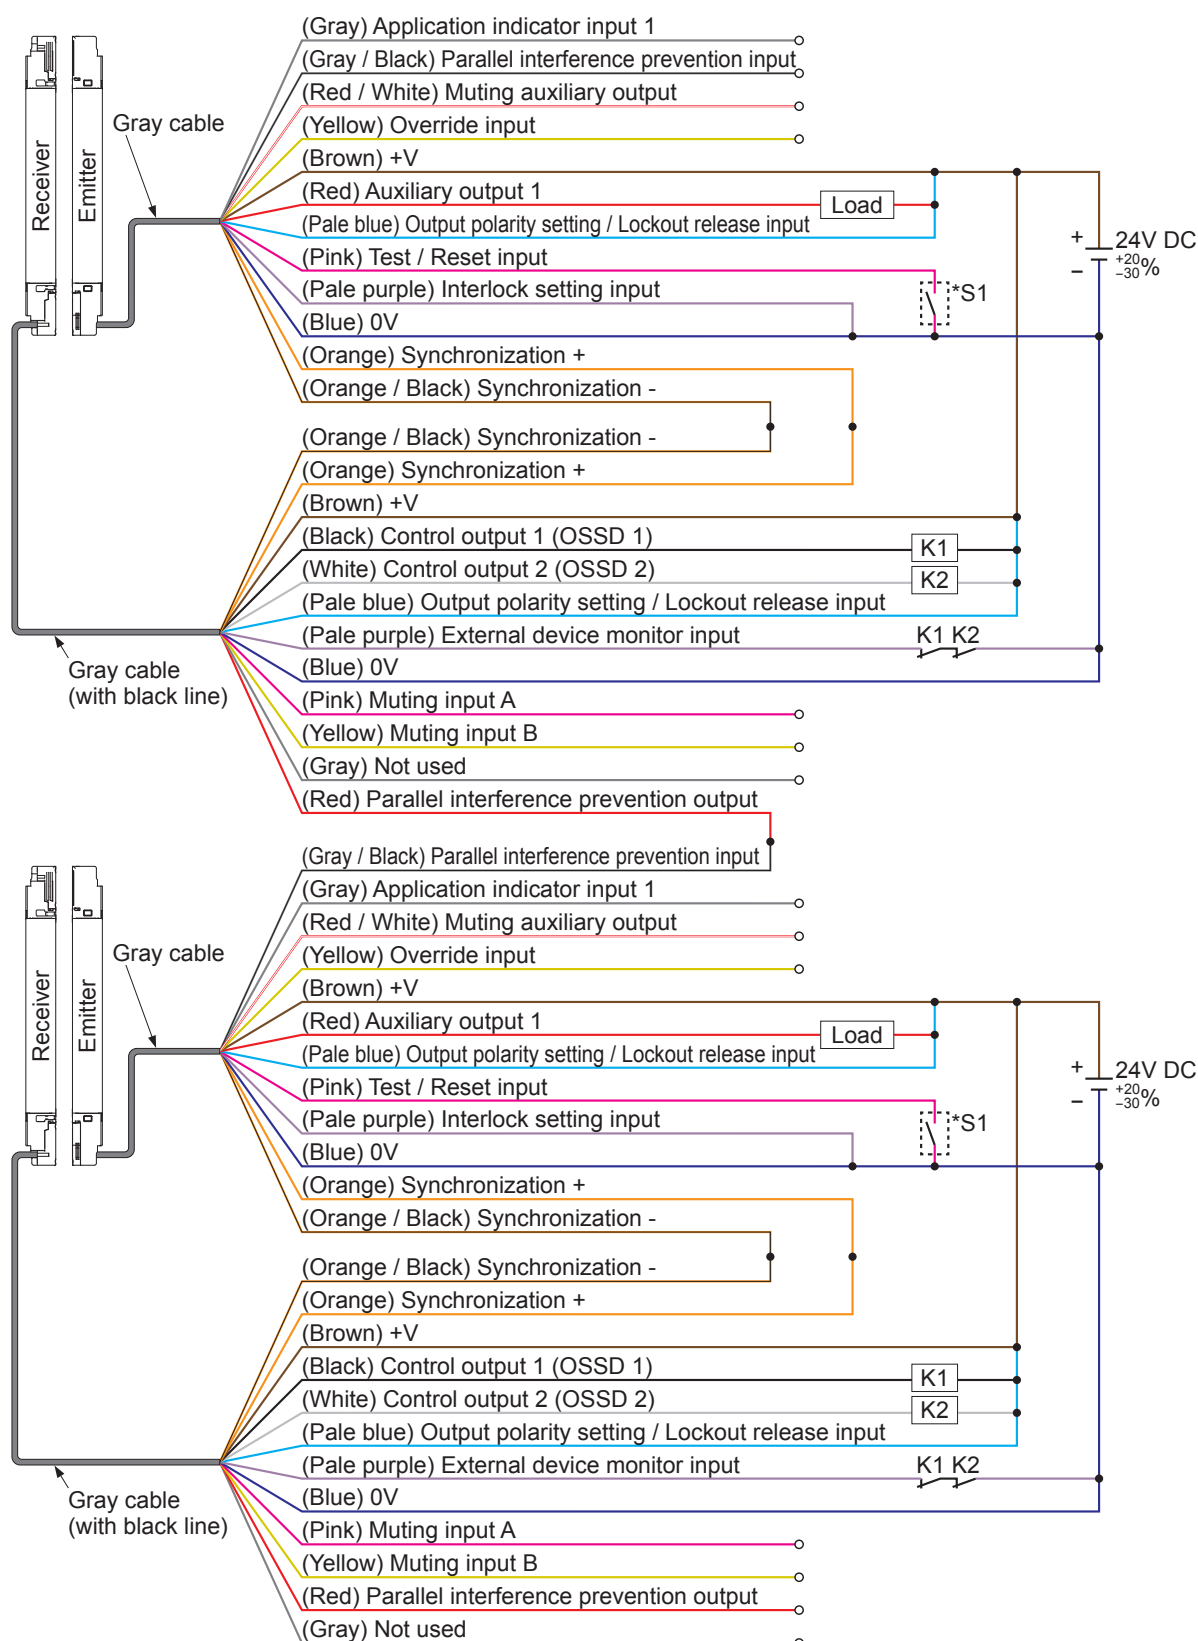 (Gray) Application indicator input 1
(Gray / Black) Parallel interference prevention input
(Red / White) Muting auxiliary output
Gray cable
(Yellow) Override input
(Brown) +V
Receiver
Emitter
(Red) Auxiliary output 1
Load
(Pale blue) Output polarity setting / Lockout release input
+
24V DC
(Pink) Test / Reset input
–
+20
–30%
(Pale purple) Interlock setting input
*S1
(Blue) 0V
(Orange) Synchronization +
(Orange / Black) Synchronization -
(Orange / Black) Synchronization -
(Orange) Synchronization +
(Brown) +V
(Black) Control output 1 (OSSD 1)
K1
(White) Control output 2 (OSSD 2)
K2
(Pale blue) Output polarity setting / Lockout release input
(Pale purple) External device monitor input
K1 K2
Gray cable
(with black line)
(Blue) 0V
(Pink) Muting input A
(Yellow) Muting input B
(Gray) Not used
(Red) Parallel interference prevention output
(Gray / Black) Parallel interference prevention input
(Gray) Application indicator input 1
(Red / White) Muting auxiliary output
Gray cable
(Yellow) Override input
(Brown) +V
Receiver
Emitter
(Red) Auxiliary output 1
Load
(Pale blue) Output polarity setting / Lockout release input
+
24V DC
(Pink) Test / Reset input
–
+20
–30%
(Pale purple) Interlock setting input
*S1
(Blue) 0V
(Orange) Synchronization +
(Orange / Black) Synchronization -
(Orange / Black) Synchronization -
(Orange) Synchronization +
(Brown) +V
(Black) Control output 1 (OSSD 1)
K1
(White) Control output 2 (OSSD 2)
K2
(Pale blue) Output polarity setting / Lockout release input
(Pale purple) External device monitor input
K1 K2
Gray cable
(with black line)
(Blue) 0V
(Pink) Muting input A
(Yellow) Muting input B
(Red) Parallel interference prevention output
(Gray) Not used